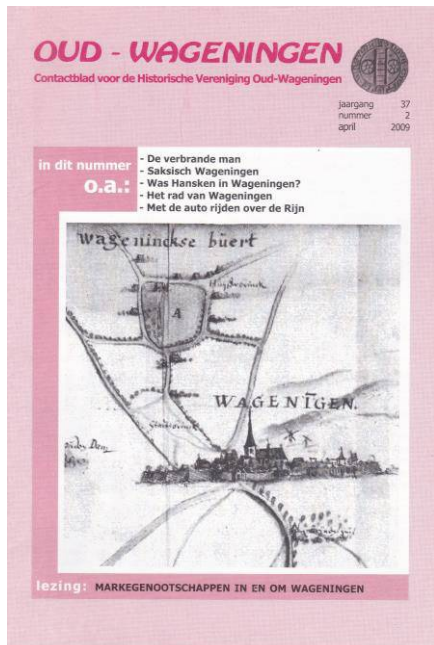 OUD - WAGENINGEN
Contactblad voor de Historische Vereniging Oud-Wageningen
jaargang 37
nummer 2
april 2009
in dit nummer
o.a.:
- De verbrande man
- Saksisch Wageningen
- Was Hansken in Wageningen?
- Het rad van Wageningen
- Met de auto rijden over de Rijn
Wageninckse büert
A
WAGENĪGEN.
lezing: MARKEGENOOTSCHAPPEN IN EN OM WAGENINGEN